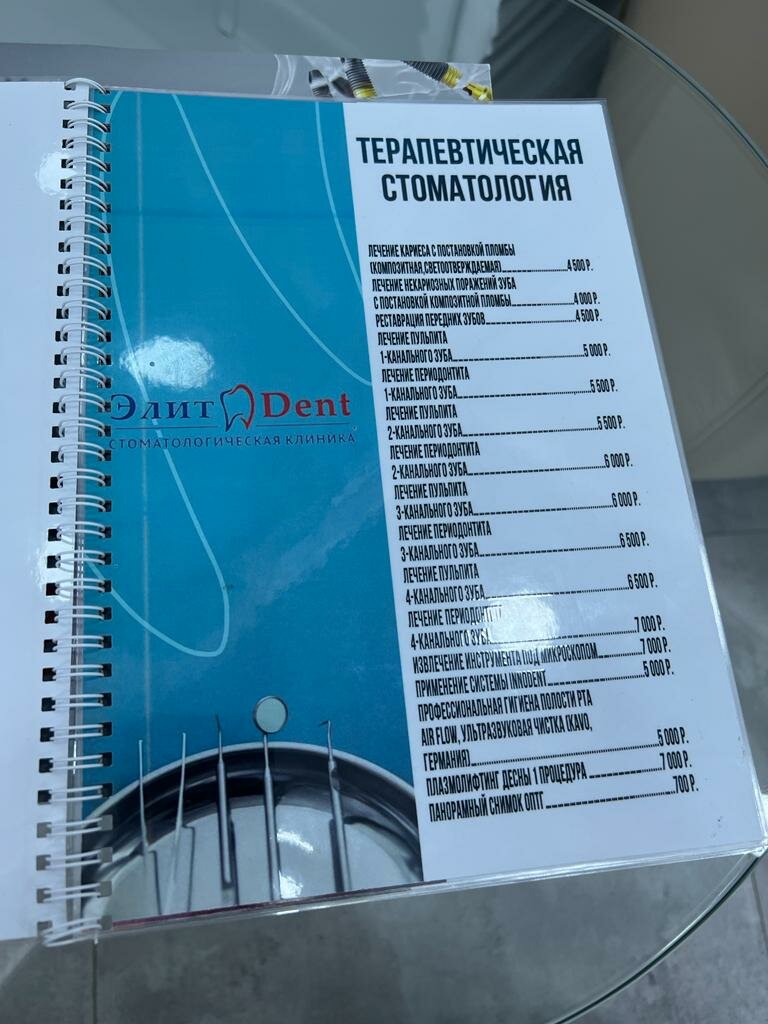 ТЕРАПЕВТИЧЕСКАЯ
СТОМАТОЛОГИЯ
ЛЕЧЕНИЕ КАРИЕСА С ПОСТАНОВКОЙ ПЛОМБЫ
(КОМПОЗИТНАЯ,СВЕТООТВЕРЖДАЕМАЯ)....................4 500 Р.
ЛЕЧЕНИЕ НЕКАРИОЗНЫХ ПОРАЖЕНИЙ ЗУБА
С ПОСТАНОВКОЙ КОМПОЗИТНОЙ ПЛОМБЫ....................4 000 Р.
РЕСТАВРАЦИЯ ПЕРЕДНИХ ЗУБОВ....................4 500 Р.
ЛЕЧЕНИЕ ПУЛЬПИТА
1-КАНАЛЬНОГО ЗУБА....................5 000 Р.
ЛЕЧЕНИЕ ПЕРИОДОНТИТА
1-КАНАЛЬНОГО ЗУБА....................5 500 Р.
ЛЕЧЕНИЕ ПУЛЬПИТА
2-КАНАЛЬНОГО ЗУБА....................5 500 Р.
ЛЕЧЕНИЕ ПЕРИОДОНТИТА
2-КАНАЛЬНОГО ЗУБА....................6 000 Р.
ЛЕЧЕНИЕ ПУЛЬПИТА
3-КАНАЛЬНОГО ЗУБА....................6 000 Р.
ЛЕЧЕНИЕ ПЕРИОДОНТИТА
3-КАНАЛЬНОГО ЗУБА....................6 500 Р.
ЛЕЧЕНИЕ ПУЛЬПИТА
4-КАНАЛЬНОГО ЗУБА....................6 500 Р.
ЛЕЧЕНИЕ ПЕРИОДОНТИТА
4-КАНАЛЬНОГО ЗУБА....................7 000 Р.
ИЗВЛЕЧЕНИЕ ИНСТРУМЕНТА ПОД МИКРОСКОПОМ....................7 000 Р.
ПРИМЕНЕНИЕ СИСТЕМЫ INNODENT....................5 000 Р.
ПРОФЕССИОНАЛЬНАЯ ГИГИЕНА ПОЛОСТИ РТА
AIR FLOW, УЛЬТРАЗВУКОВАЯ ЧИСТКА (KAVO,
ГЕРМАНИЯ)....................5 000 Р.
ПЛАЗМОЛИФТИНГ ДЕСНЫ 1 ПРОЦЕДУРА....................7 000 Р.
ПАНОРАМНЫЙ СНИМОК ОПТГ....................700 Р.
Элит Dent
СТОМАТОЛОГИЧЕСКАЯ КЛИНИКА